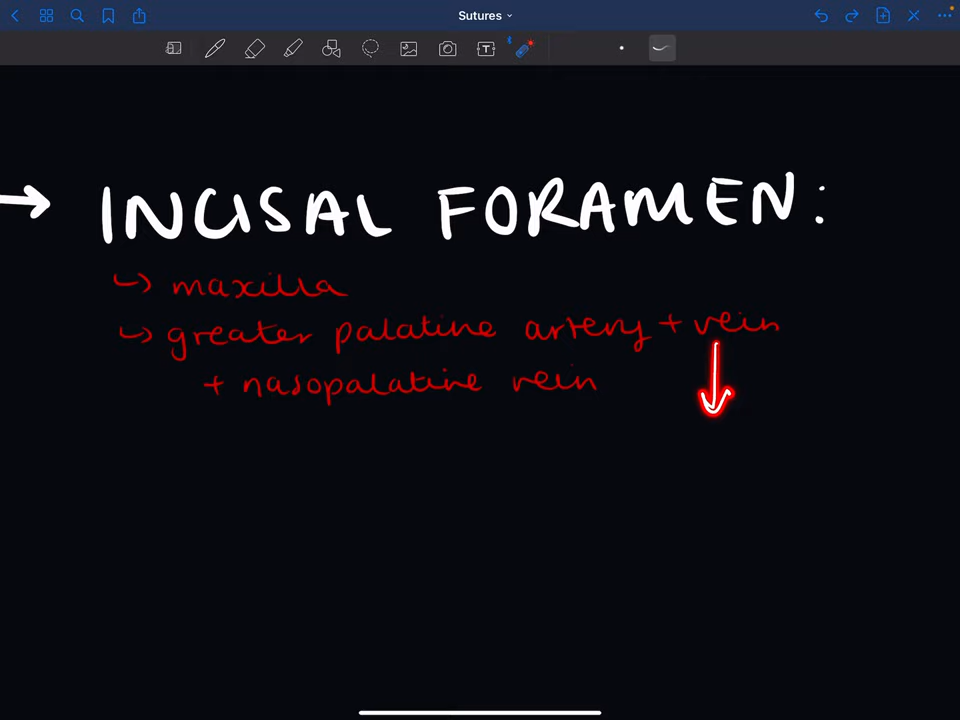 Sutures
INCISAL FORAMEN:
maxilla
greater palatine artery + vein
+ nasopalatine vein